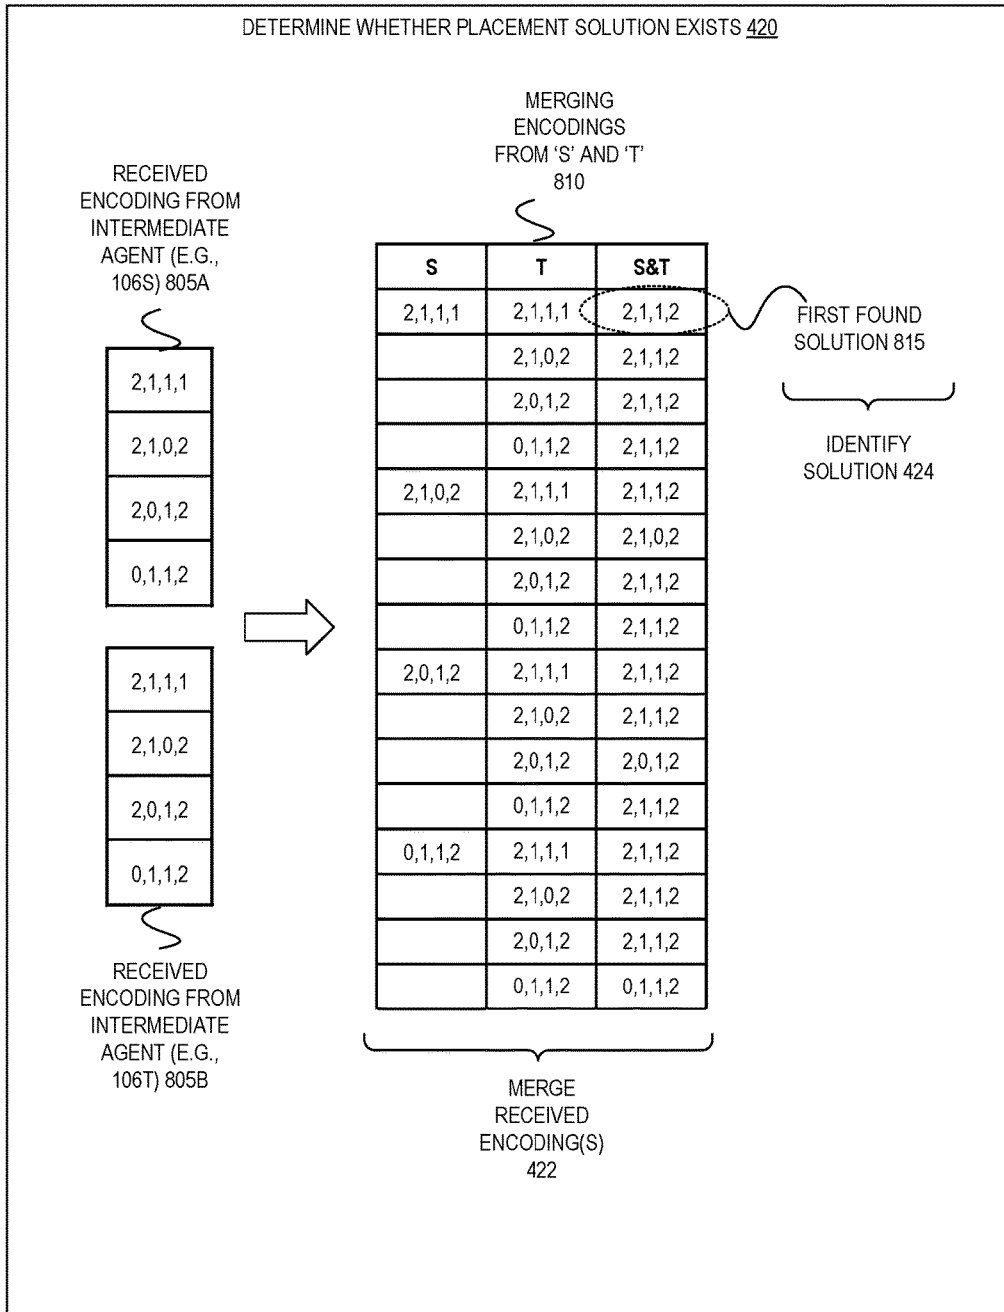 DETERMINE WHETHER PLACEMENT SOLUTION EXISTS 420
MERGING
ENCODINGS
FROM 'S' AND 'T'
810
RECEIVED
ENCODING FROM
INTERMEDIATE
AGENT (E.G.,
106S) 805A
2,1,1,1
2,1,0,2
2,0,1,2
0,1,1,2
2,1,1,1
2,1,0,2
2,0,1,2
0,1,1,2
RECEIVED
ENCODING FROM
INTERMEDIATE
AGENT (E.G.,
106T) 805B
S T S&T
2,1,1,1 2,1,1,1 2,1,1,2
2,1,0,2 2,1,1,2
2,0,1,2 2,1,1,2
0,1,1,2 2,1,1,2
2,1,0,2 2,1,1,1 2,1,1,2
2,1,0,2 2,1,0,2
2,0,1,2 2,1,1,2
0,1,1,2 2,1,1,2
2,0,1,2 2,1,1,1 2,1,1,2
2,1,0,2 2,1,1,2
2,0,1,2 2,0,1,2
0,1,1,2 2,1,1,2
0,1,1,2 2,1,1,1 2,1,1,2
2,1,0,2 2,1,1,2
2,0,1,2 2,1,1,2
0,1,1,2 0,1,1,2
FIRST FOUND
SOLUTION 815
IDENTIFY
SOLUTION 424
MERGE
RECEIVED
ENCODING(S)
422